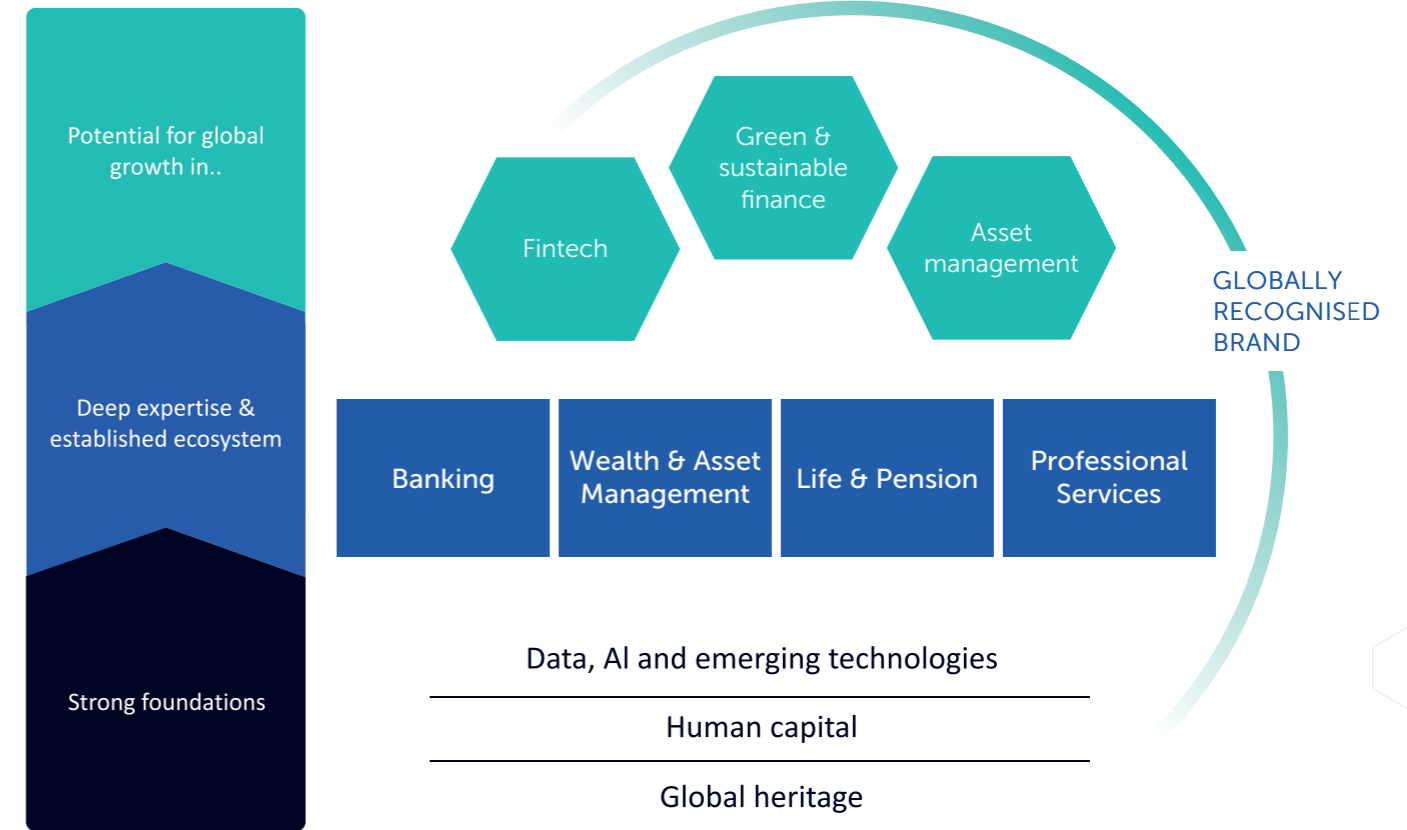 Potential for global
growth in..
Fintech
Green &
sustainable
finance
Asset
management
GLOBALLY
RECOGNISED
BRAND
Deep expertise &
established ecosystem
Banking
Wealth & Asset
Management
Life & Pension
Professional
Services
Strong foundations
Data, AI and emerging technologies
Human capital
Global heritage